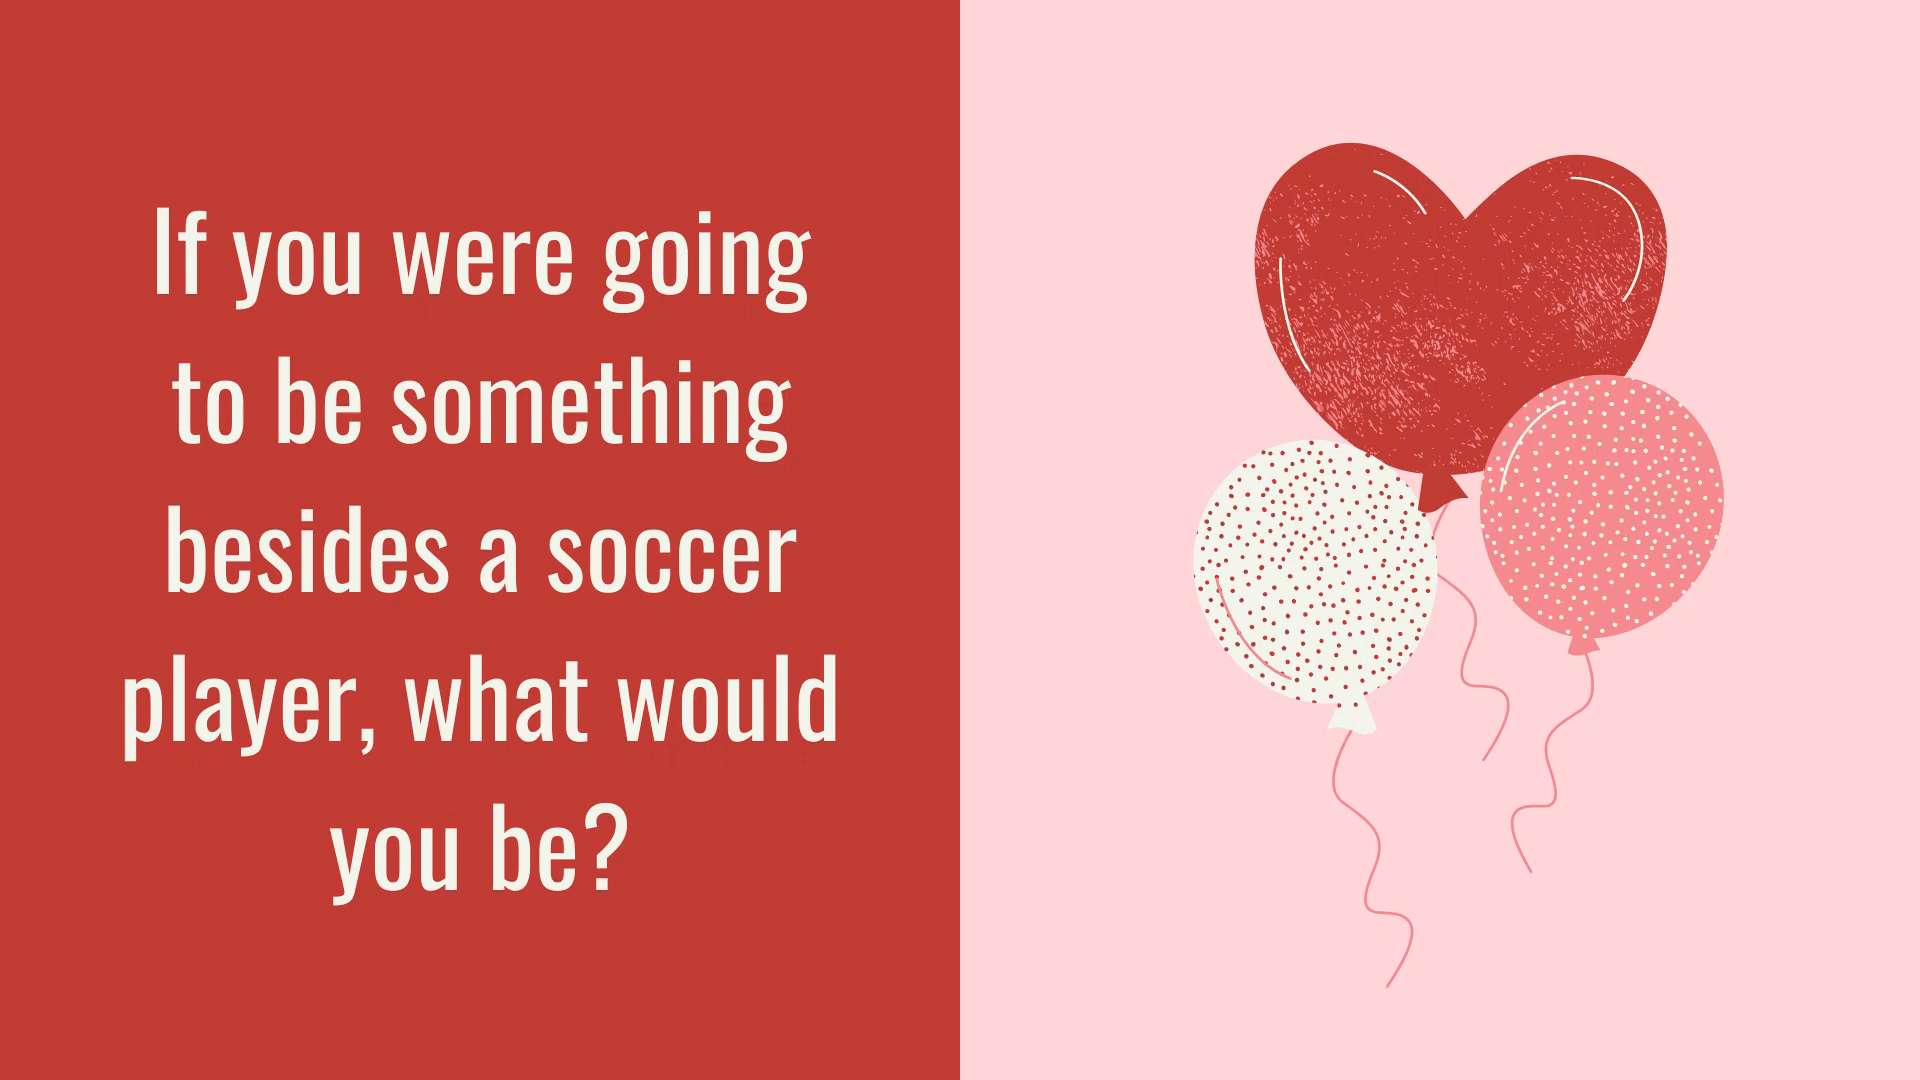 If you were going
to be something
besides a soccer
player, what would
you be?